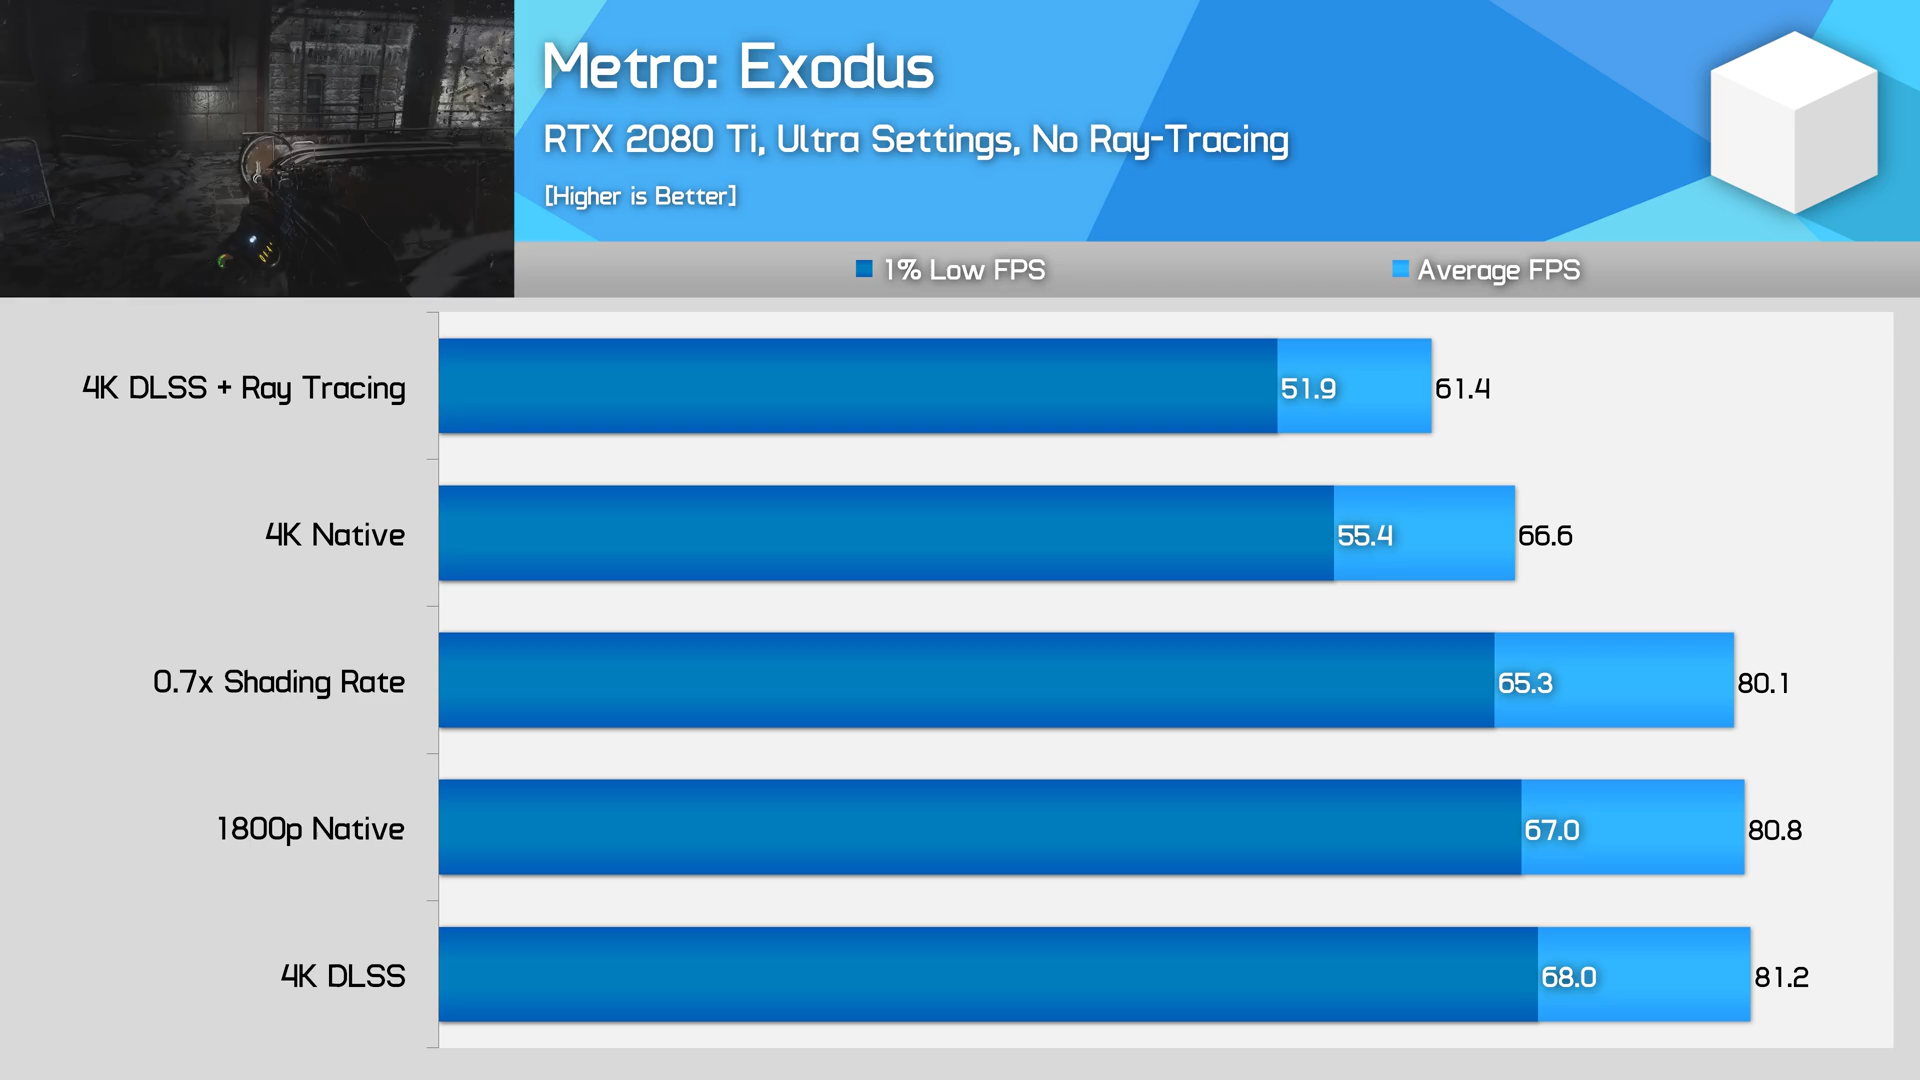 Metro: Exodus
RTX 2080 Ti, Ultra Settings, No Ray-Tracing
[Higher is Better]
1% Low FPS
Average FPS
4K DLSS + Ray Tracing
51.9
61.4
4K Native
55.4
66.6
0.7x Shading Rate
65.3
80.1
1800p Native
67.0
80.8
4K DLSS
68.0
81.2